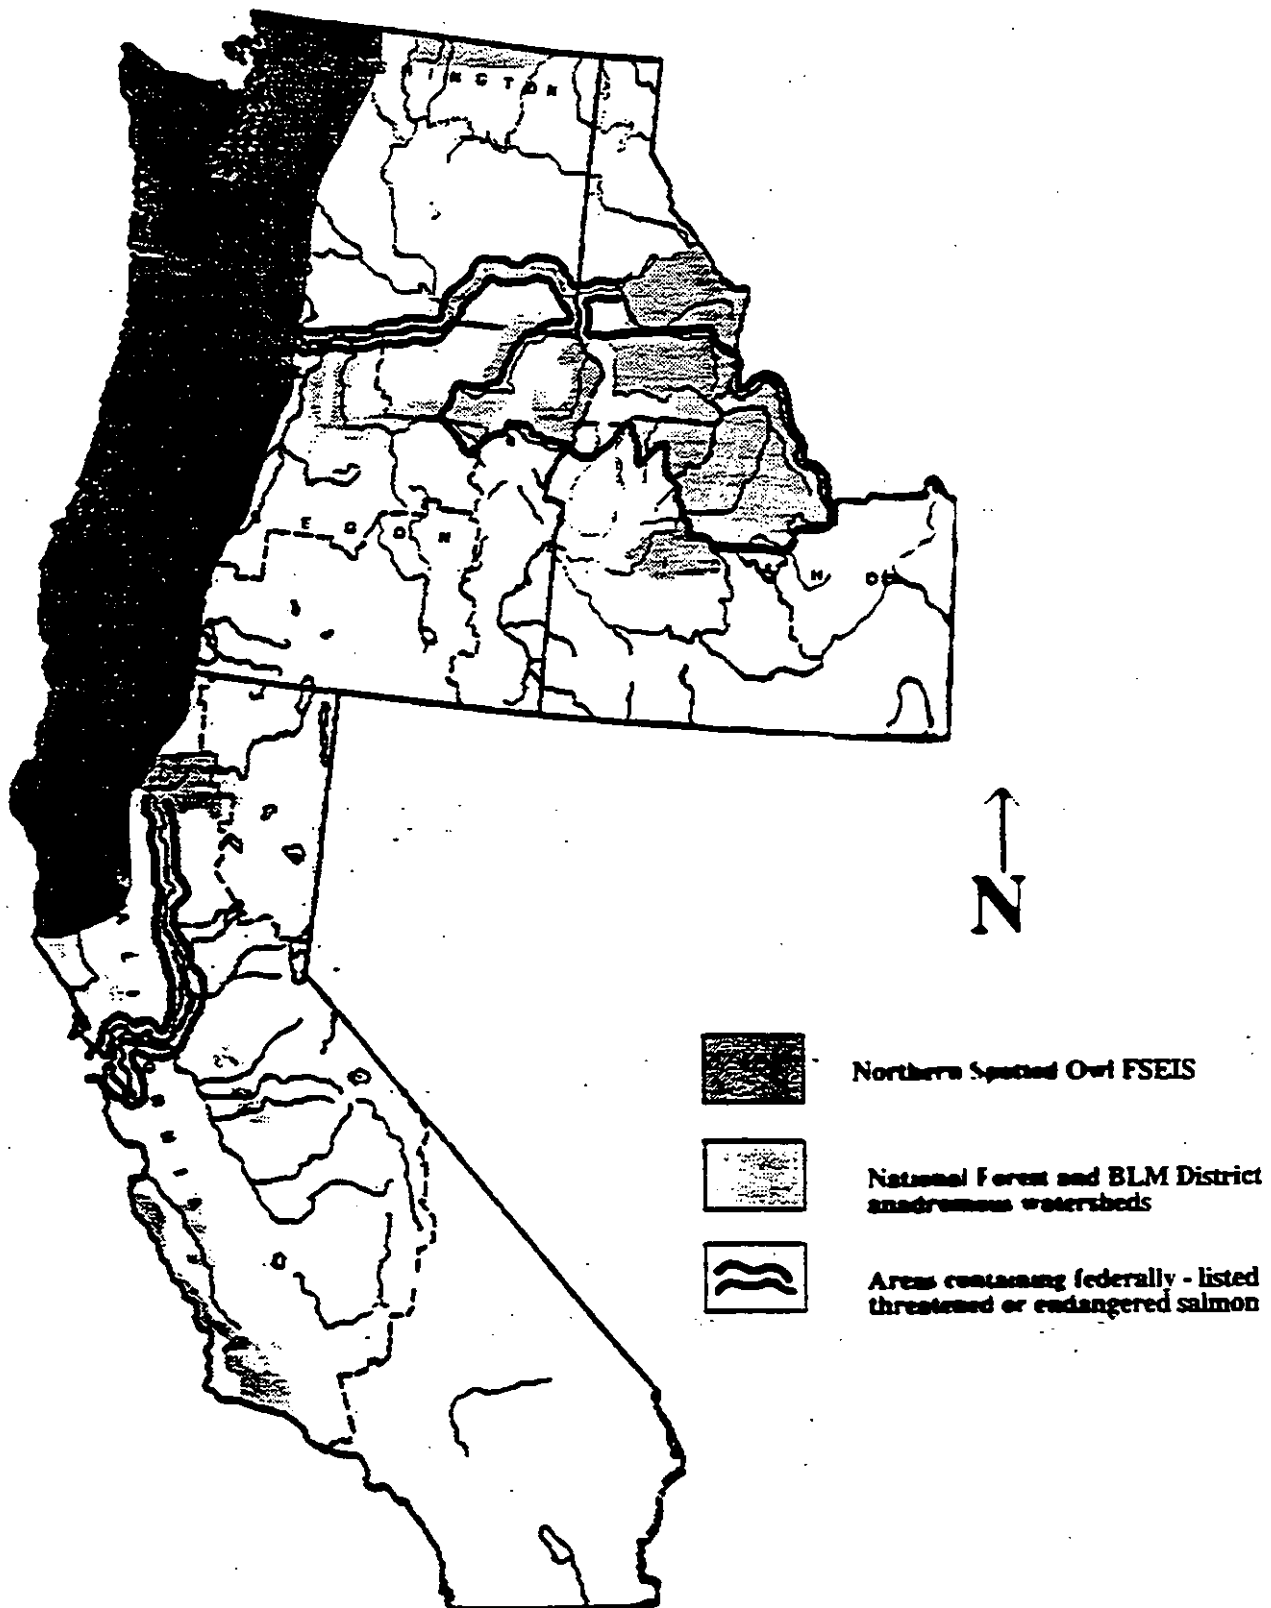 INGTON
E G O N
H O
N
Northern Spotted Owl FSEIS
National Forest and BLM District
anadromous watersheds
Areas containing federally - listed
threatened or endangered salmon